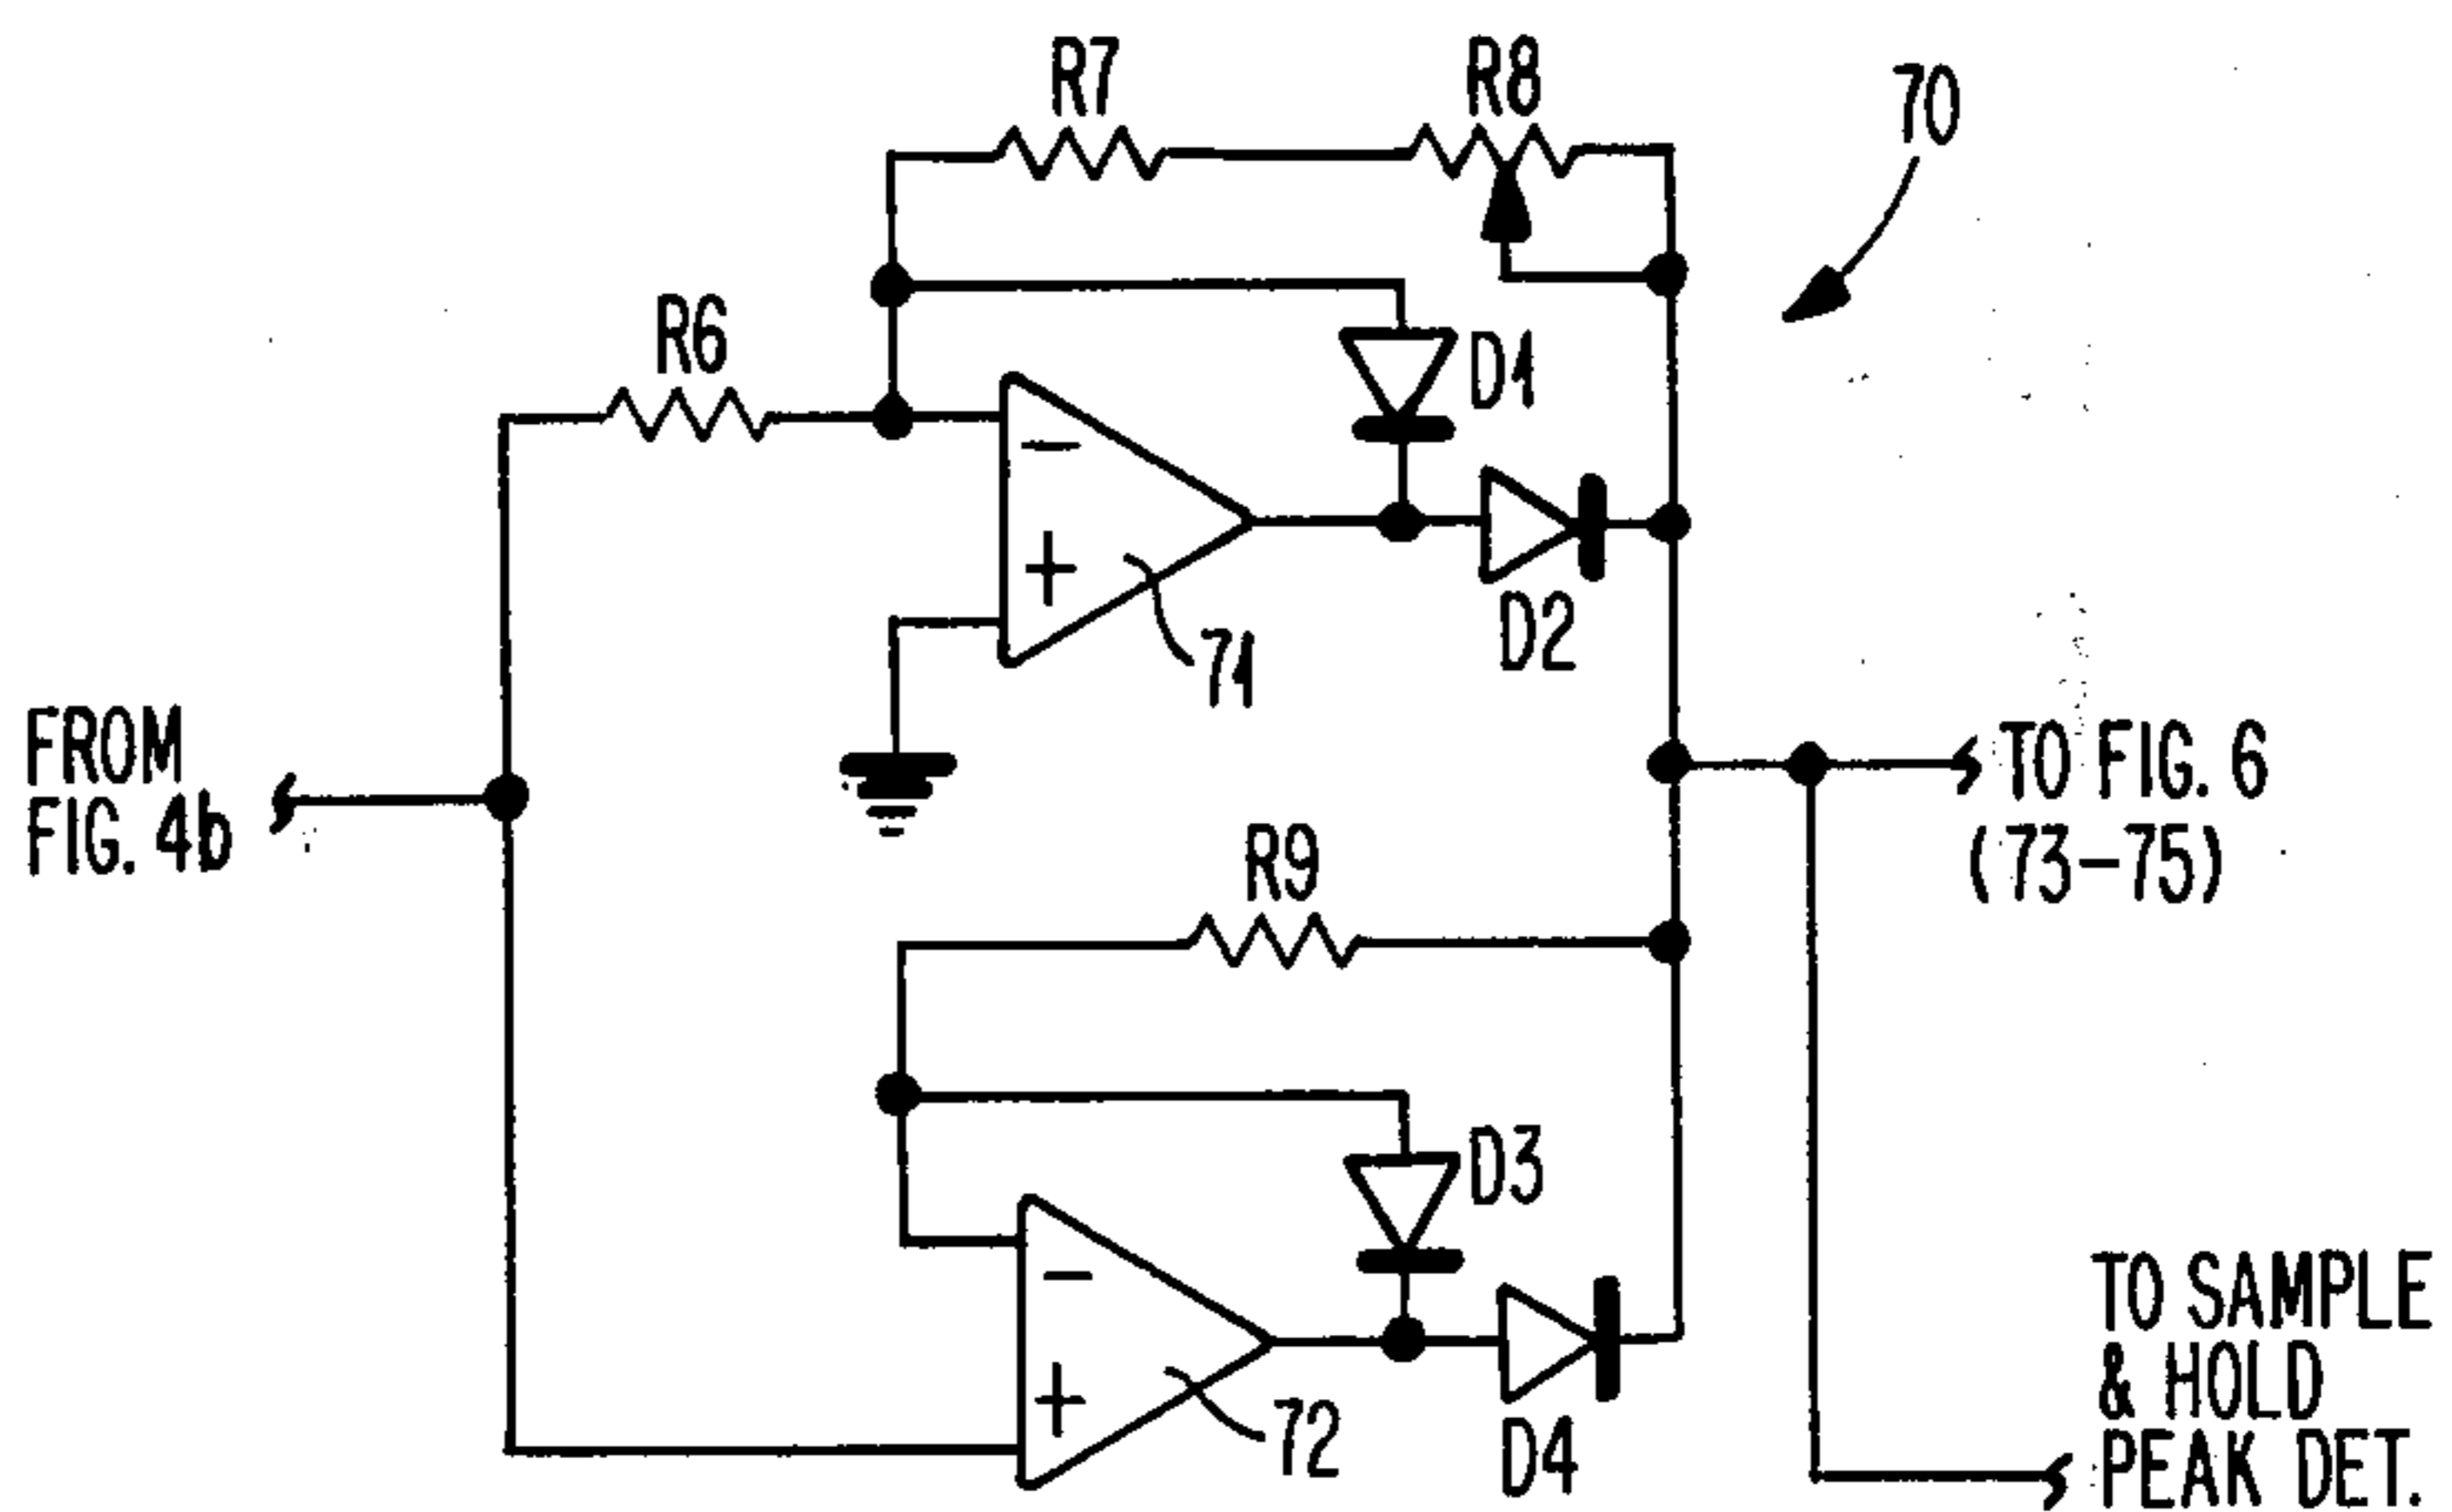 R7
R8
70
R6
D1
−
+
71
D2
FROM
FIG. 4b
TO FIG. 6
(73-75)
R9
D3
−
+
72
D4
TO SAMPLE
& HOLD
PEAK DET.